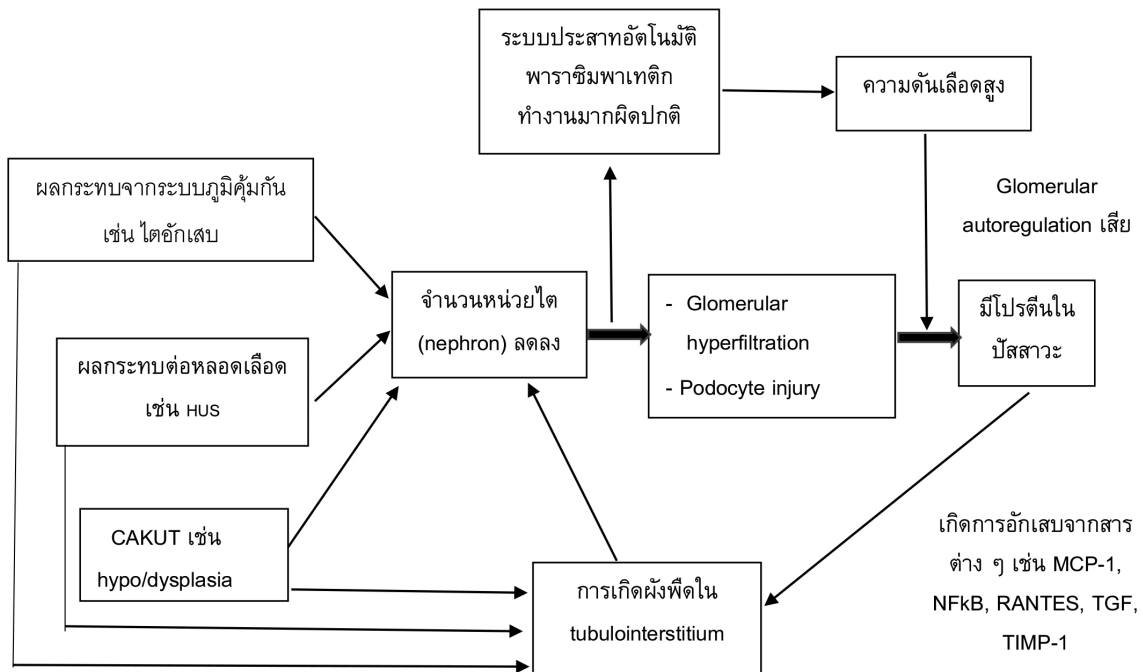 ระบบประสาทอัตโนมัติ
พาราซิมพาเทติก
ทำงานมากผิดปกติ
ความดันเลือดสูง
ผลกระทบจากระบบภูมิคุ้มกัน
เช่น ไตอักเสบ
Glomerular
autoregulation เสีย
จำนวนหน่วยไต
(nephron) ลดลง
- Glomerular
hyperfiltration
- Podocyte injury
มีโปรตีนใน
ปัสสาวะ
ผลกระทบต่อหลอดเลือด
เช่น HUS
CAKUT เช่น
hypo/dysplasia
การเกิดผังพืดใน
tubulointerstitium
เกิดการอักเสบจากสาร
ต่าง ๆ เช่น MCP-1,
NFkB, RANTES, TGF,
TIMP-1